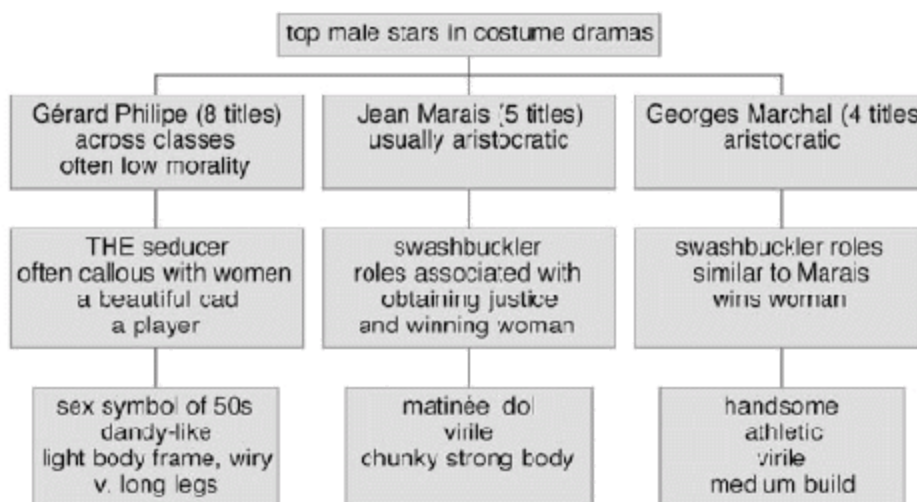 top male stars in costume dramas
Gérard Philipe (8 titles)
across classes
often low morality
Jean Marais (5 titles)
usually aristocratic
Georges Marchal (4 titles
aristocratic
THE seducer
often callous with women
a beautiful cad
a player
swashbuckler
roles associated with
obtaining justice
and winning woman
swashbuckler roles
similar to Marais
wins woman
sex symbol of 50s
dandy-like
light body frame, wiry
v. long legs
matinée dol
virile
chunky strong body
handsome
athletic
virile
medium build